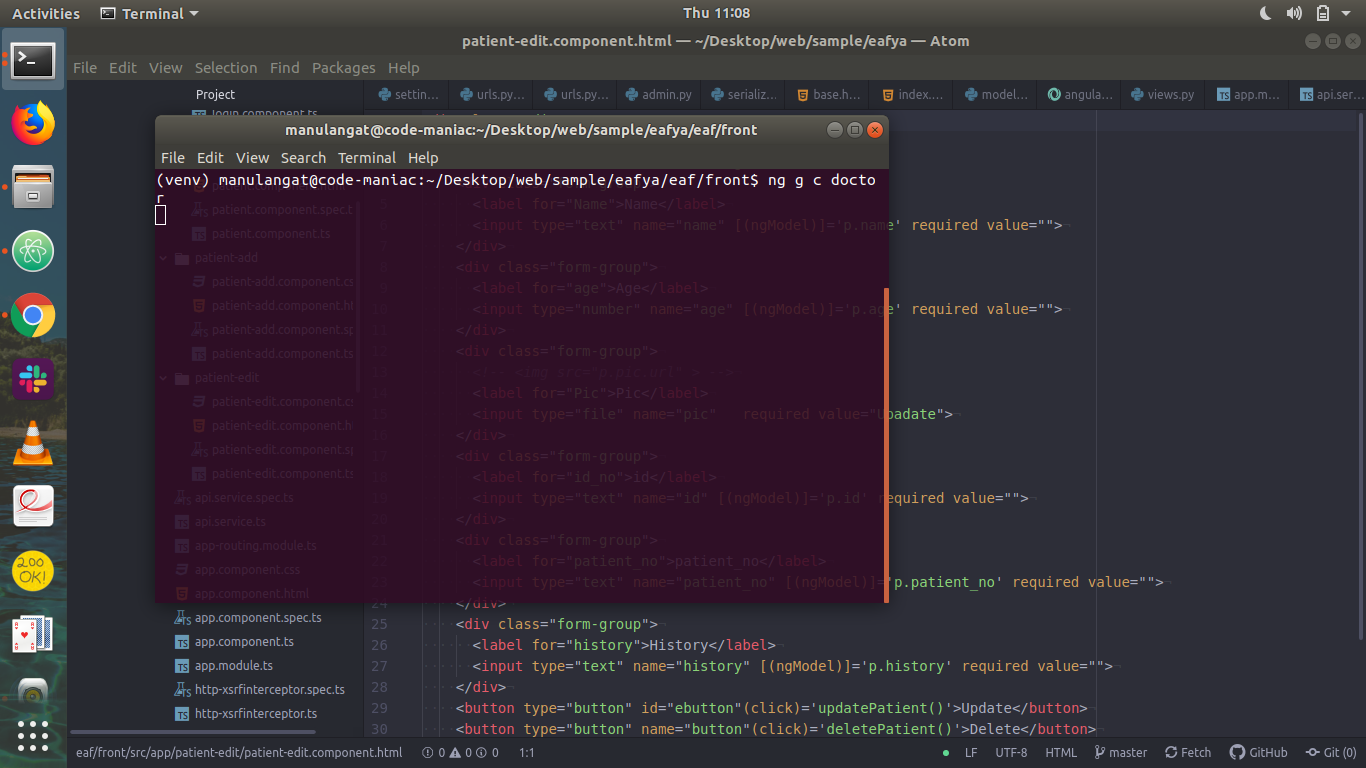 Activities Terminal Thu 11:08
patient-edit.component.html — ~/Desktop/web/sample/eafya — Atom
File Edit View Selection Find Packages Help
Project
settin... urls.py... urls.py... admin.py serializ... base.h... index.... model... angula... views.py app.m... api.ser...
login.component.ts
manulangat@code-maniac:~/Desktop/web/sample/eafya/eaf/front
File Edit View Search Terminal Help
(venv) manulangat@code-maniac:~/Desktop/web/sample/eafya/eaf/front$ ng g c docto
r
patient.component.spec.t
<label for="Name">Name</label>
patient.component.ts
<input type="text" name="name" [(ngModel)]='p.name' required value="">
</div>
patient-add
<div class="form-group">
patient-add.component.cs
<label for="age">Age</label>
patient-add.component.ht
<input type="number" name="age" [(ngModel)]='p.age' required value="">
patient-add.component.sp
</div>
patient-add.component.ts
<div class="form-group">
patient-edit
<label for="Pic">Pic</label>
patient-edit.component.cs
<input type="file" name="pic" required value="Upadate">
patient-edit.component.ht
</div>
patient-edit.component.sp
<div class="form-group">
patient-edit.component.ts
<label for="id_no">id</label>
api.service.spec.ts
<input type="text" name="id" [(ngModel)]='p.id' required value="">
api.service.ts
</div>
app-routing.module.ts
<div class="form-group">
app.component.css
<label for="patient_no">patient_no</label>
app.component.html
<input type="text" name="patient_no" [(ngModel)]='p.patient_no' required value="">
24 </div>
app.component.spec.ts
25 <div class="form-group">
app.component.ts
26 <label for="history">History</label>
app.module.ts
27 <input type="text" name="history" [(ngModel)]='p.history' required value="">
http-xsrfinterceptor.spec.ts
28 </div>
http-xsrfinterceptor.ts
29 <button type="button" id="ebutton"(click)='updatePatient()'>Update</button>
30 <button type="button" name="button"(click)='deletePatient()'>Delete</button>
200
OK!
eaf/front/src/app/patient-edit/patient-edit.component.html 0 0 0 1:1 LF UTF-8 HTML master Fetch GitHub Git (0)